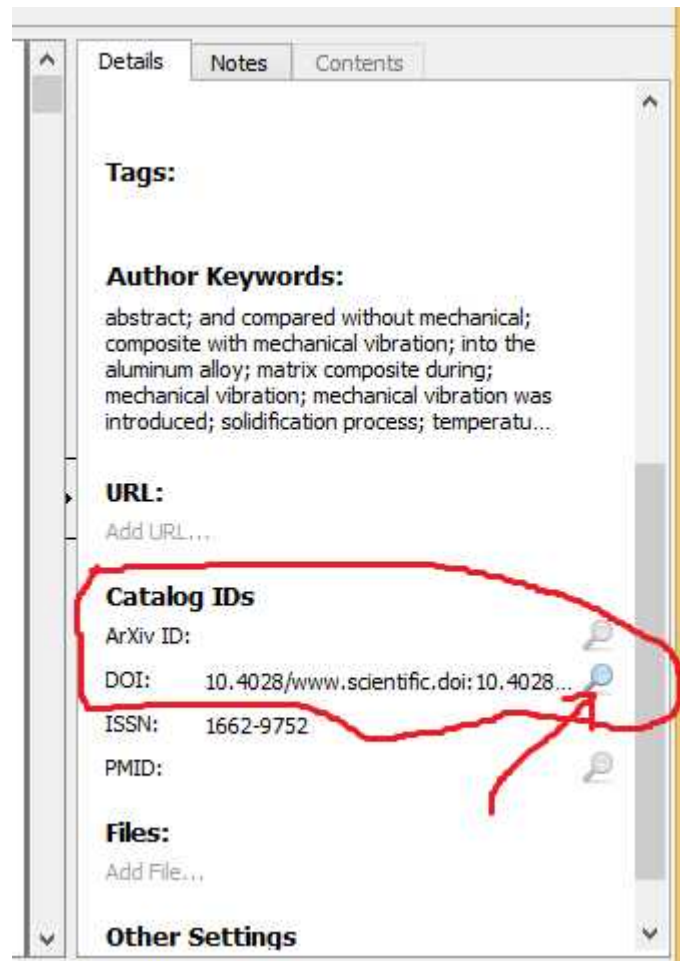 Details Notes Contents
Tags:
Author Keywords:
abstract; and compared without mechanical;
composite with mechanical vibration; into the
aluminum alloy; matrix composite during;
mechanical vibration; mechanical vibration was
introduced; solidification process; temperatu...
URL:
Add URL...
Catalog IDs
ArXiv ID:
DOI: 10.4028/www.scientific.doi:10.4028...
ISSN: 1662-9752
PMID:
Files:
Add File...
Other Settings